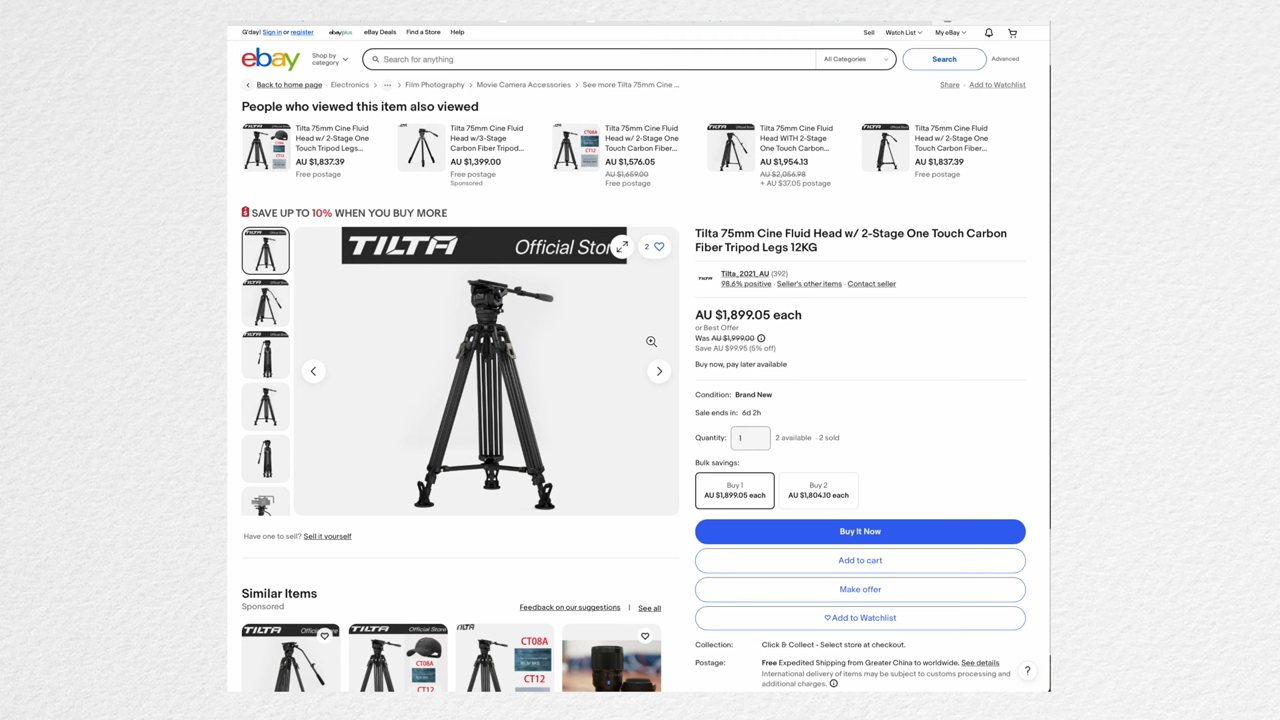 G'day! Sign in or register
ebayplus
eBay Deals
Find a Store
Help
Sell
Watch List
My eBay
ebay
Shop by
category
Search for anything
All Categories
Search
Advanced
Back to home page
Electronics
...
Film Photography
Movie Camera Accessories
See more Tilta 75mm Cine ...
Share
Add to Watchlist
People who viewed this item also viewed
Tilta 75mm Cine Fluid
Head w/ 2-Stage One
Touch Tripod Legs...
AU $1,837.39
Free postage
Tilta 75mm Cine Fluid
Head w/3-Stage
Carbon Fiber Tripod...
AU $1,399.00
Free postage
Sponsored
CT08A
CT12
Tilta 75mm Cine Fluid
Head w/ 2-Stage One
Touch Carbon Fiber...
AU $1,576.05
AU $1,659.00
Free postage
Tilta 75mm Cine Fluid
Head WITH 2-Stage
One Touch Carbon...
AU $1,954.13
AU $2,056.98
+ AU $37.05 postage
Tilta 75mm Cine Fluid
Head w/ 2-Stage One
Touch Carbon Fiber...
AU $1,837.39
Free postage
SAVE UP TO 10% WHEN YOU BUY MORE
TILTA Official Stor
2
Tilta 75mm Cine Fluid Head w/ 2-Stage One Touch Carbon
Fiber Tripod Legs 12KG
TILTA
Tilta_2021_AU (392)
98.6% positive · Seller's other items · Contact seller
AU $1,899.05 each
or Best Offer
Was AU $1,999.00
Save AU $99.95 (5% off)
Buy now, pay later available
Condition: Brand New
Sale ends in: 6d 2h
Quantity: 1 2 available · 2 sold
Bulk savings:
Buy 1
AU $1,899.05 each
Buy 2
AU $1,804.10 each
Buy It Now
Add to cart
Make offer
Add to Watchlist
Have one to sell? Sell it yourself
Similar Items
Sponsored
Feedback on our suggestions | See all
TILTA
TILTA Official Store
CT08A
CT12
CT08A
CT12
Collection: Click & Collect - Select store at checkout.
Postage: Free Expedited Shipping from Greater China to worldwide. See details
International delivery of items may be subject to customs processing and
additional charges.
?